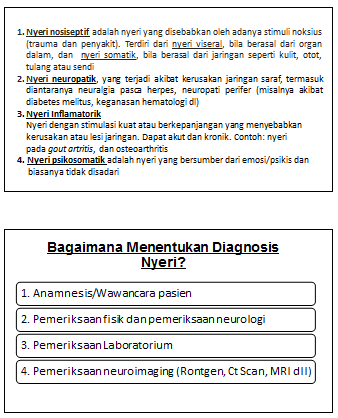 1. Nyeri nosiseptif adalah nyeri yang disebabkan oleh adanya stimuli noksius
(trauma dan penyakit). Terdiri dari nyeri viseral, bila berasal dari organ
dalam, dan nyeri somatik, bila berasal dari jaringan seperti kulit, otot,
tulang atau sendi
2. Nyeri neuropatik, yang terjadi akibat kerusakan jaringan saraf, termasuk
diantaranya neuralgia pasca herpes, neuropati perifer (misalnya akibat
diabetes melitus, keganasan hematologi dl)
3. Nyeri Inflamatorik
Nyeri dengan stimulasi kuat atau berkepanjangan yang menyebabkan
kerusakan atau lesi jaringan. Dapat akut dan kronik. Contoh: nyeri
pada gout artritis, dan osteoarthritis
4. Nyeri psikosomatik adalah nyeri yang bersumber dari emosi/psikis dan
biasanya tidak disadari
Bagaimana Menentukan Diagnosis
Nyeri?
1. Anamnesis/Wawancara pasien
2. Pemeriksaan fisik dan pemeriksaan neurologi
3. Pemeriksaan Laboratorium
4. Pemeriksaan neuroimaging (Rontgen, Ct Scan, MRI dll)